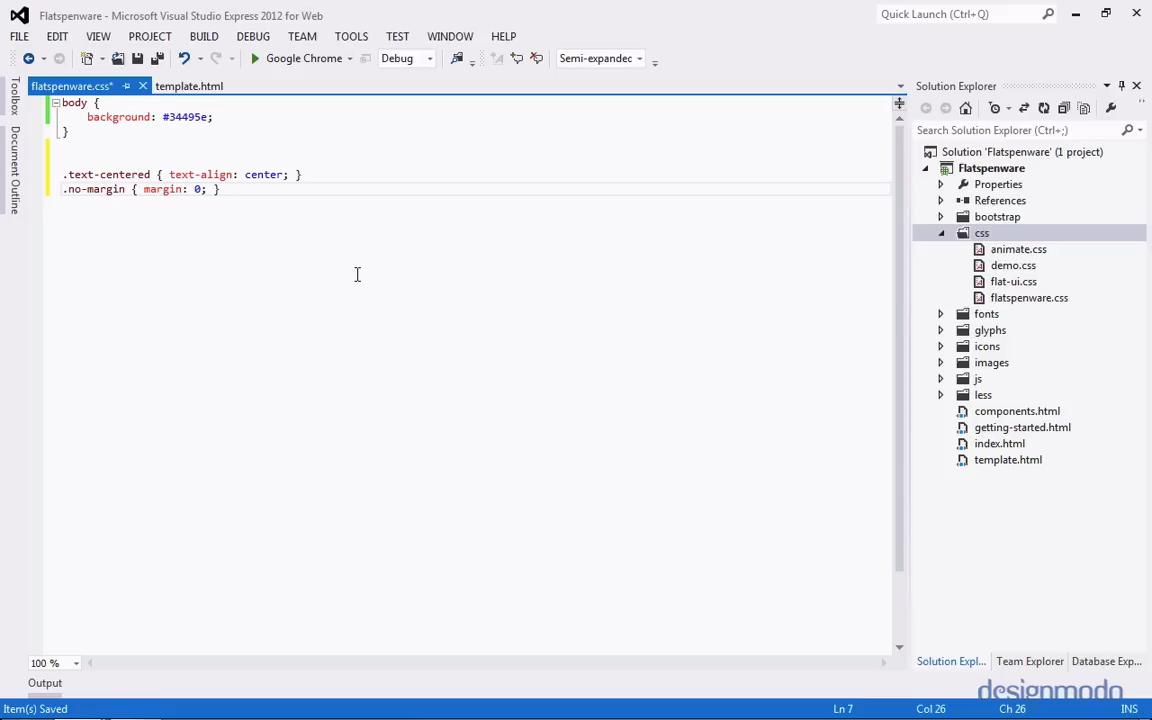 Flatspenware - Microsoft Visual Studio Express 2012 for Web
Quick Launch (Ctrl+Q)
FILE EDIT VIEW PROJECT BUILD DEBUG TEAM TOOLS TEST WINDOW HELP
Google Chrome Debug Semi-expandec
Toolbox
Document Outline
flatspenware.css* template.html
body {
background: #34495e;
}
.text-centered { text-align: center; }
.no-margin { margin: 0; }
100 %
Output
Solution Explorer
Search Solution Explorer (Ctrl+;)
Solution 'Flatspenware' (1 project)
Flatspenware
Properties
References
bootstrap
css
animate.css
demo.css
flat-ui.css
flatspenware.css
fonts
glyphs
icons
images
js
less
components.html
getting-started.html
index.html
template.html
Solution Expl... Team Explorer Database Exp...
designmodo
Item(s) Saved Ln 7 Col 26 Ch 26 INS